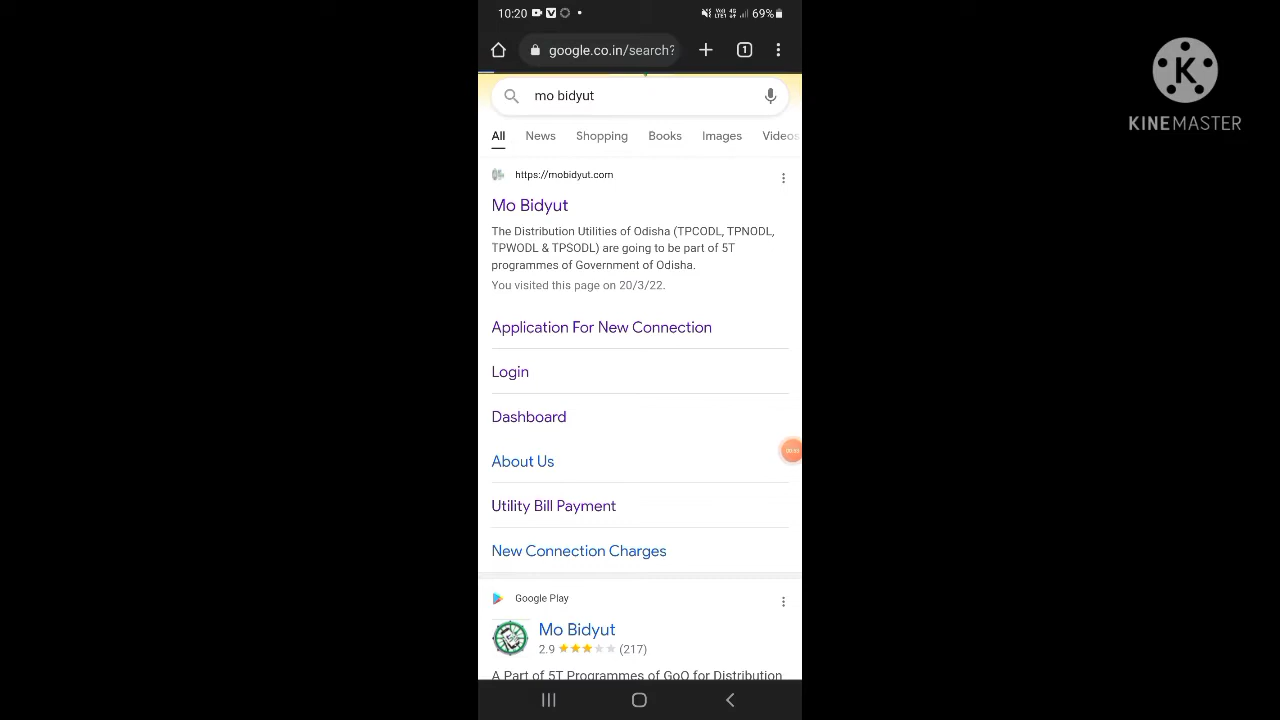 10:20
69%
google.co.in/search?
1
K
KINEMASTER
mo bidyut
All News Shopping Books Images Videos
https://mobidyut.com
Mo Bidyut
The Distribution Utilities of Odisha (TPCODL, TPNODL,
TPWODL & TPSODL) are going to be part of 5T
programmes of Government of Odisha.
You visited this page on 20/3/22.
Application For New Connection
Login
Dashboard
About Us
Utility Bill Payment
New Connection Charges
Google Play
Mo Bidyut
2.9 (217)
A Part of 5T Programmes of GoO for Distribution